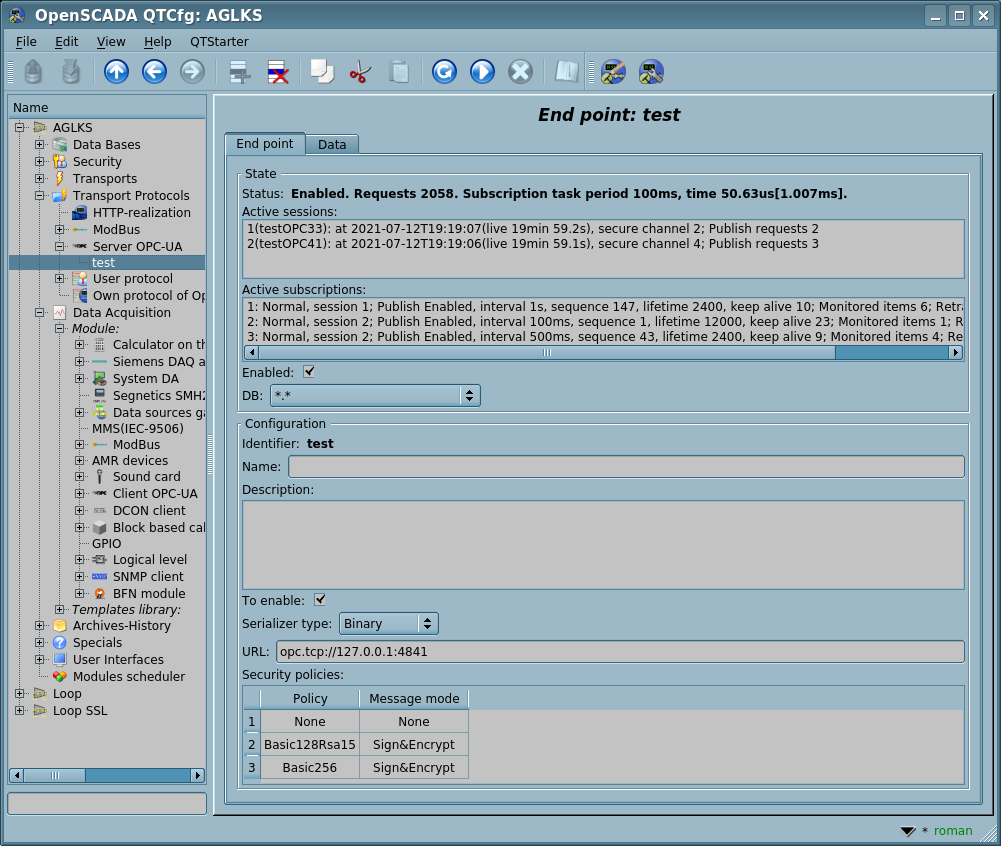 OpenSCADA QTCfg: AGLKS
File Edit View Help QTStarter
Name
AGLKS
Data Bases
Security
Transports
Transport Protocols
HTTP-realization
ModBus
Server OPC-UA
test
User protocol
Own protocol of Op
Data Acquisition
Module:
Calculator on th
Siemens DAQ a
System DA
Segnetics SMH2
Data sources ga
MMS(IEC-9506)
ModBus
AMR devices
Sound card
Client OPC-UA
DCON client
Block based cal
GPIO
Logical level
SNMP client
BFN module
Templates library:
Archives-History
Specials
User Interfaces
Modules scheduler
Loop
Loop SSL
End point: test
End point Data
State
Status: Enabled. Requests 2058. Subscription task period 100ms, time 50.63us[1.007ms].
Active sessions:
1(testOPC33): at 2021-07-12T19:19:07(live 19min 59.2s), secure channel 2; Publish requests 2
2(testOPC41): at 2021-07-12T19:19:06(live 19min 59.1s), secure channel 4; Publish requests 3
Active subscriptions:
1: Normal, session 1; Publish Enabled, interval 1s, sequence 147, lifetime 2400, keep alive 10; Monitored items 6; Retra
2: Normal, session 2; Publish Enabled, interval 100ms, sequence 1, lifetime 12000, keep alive 23; Monitored items 1; R
3: Normal, session 2; Publish Enabled, interval 500ms, sequence 43, lifetime 2400, keep alive 9; Monitored items 4; Re
Enabled:
DB: *.*
Configuration
Identifier: test
Name:
Description:
To enable:
Serializer type: Binary
URL: opc.tcp://127.0.0.1:4841
Security policies:
Policy Message mode
1 None None
2 Basic128Rsa15 Sign&Encrypt
3 Basic256 Sign&Encrypt
* roman